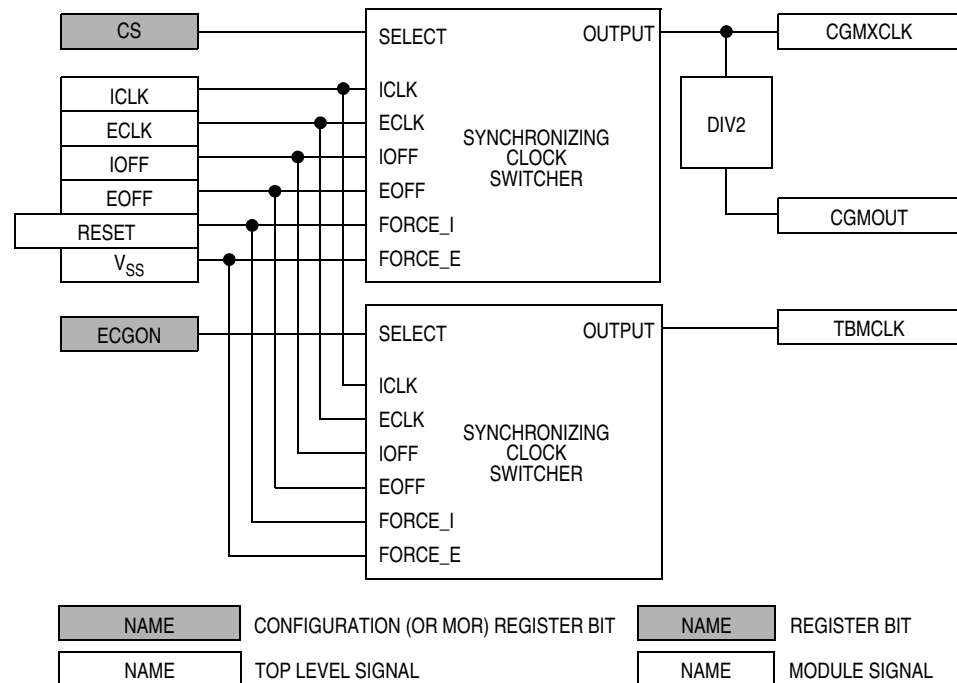 CS
SELECT
OUTPUT
CGMXCLK
ICLK
ECLK
IOFF
EOFF
RESET
VSS
ICLK
ECLK
IOFF
EOFF
FORCE_I
FORCE_E
SYNCHRONIZING
CLOCK
SWITCHER
DIV2
CGMOUT
ECGON
SELECT
OUTPUT
TBMCLK
ICLK
ECLK
IOFF
EOFF
FORCE_I
FORCE_E
SYNCHRONIZING
CLOCK
SWITCHER
NAME CONFIGURATION (OR MOR) REGISTER BIT
NAME REGISTER BIT
NAME TOP LEVEL SIGNAL
NAME MODULE SIGNAL